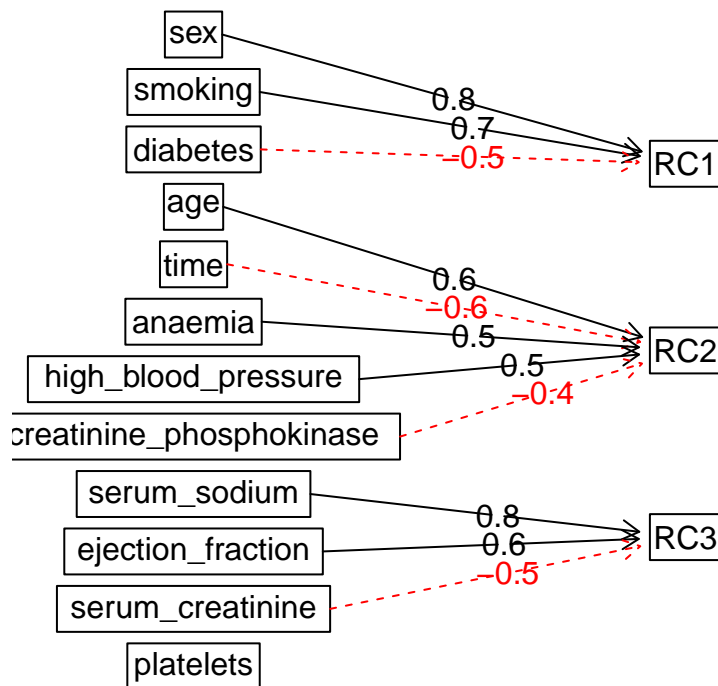 sex
smoking
0.8
0.7
diabetes
−0.5
RC1
age
time
0.6
−0.6
anaemia
0.5
RC2
high_blood_pressure
0.5
−0.4
creatinine_phosphokinase
serum_sodium
0.8
ejection_fraction
0.6
RC3
−0.5
serum_creatinine
platelets